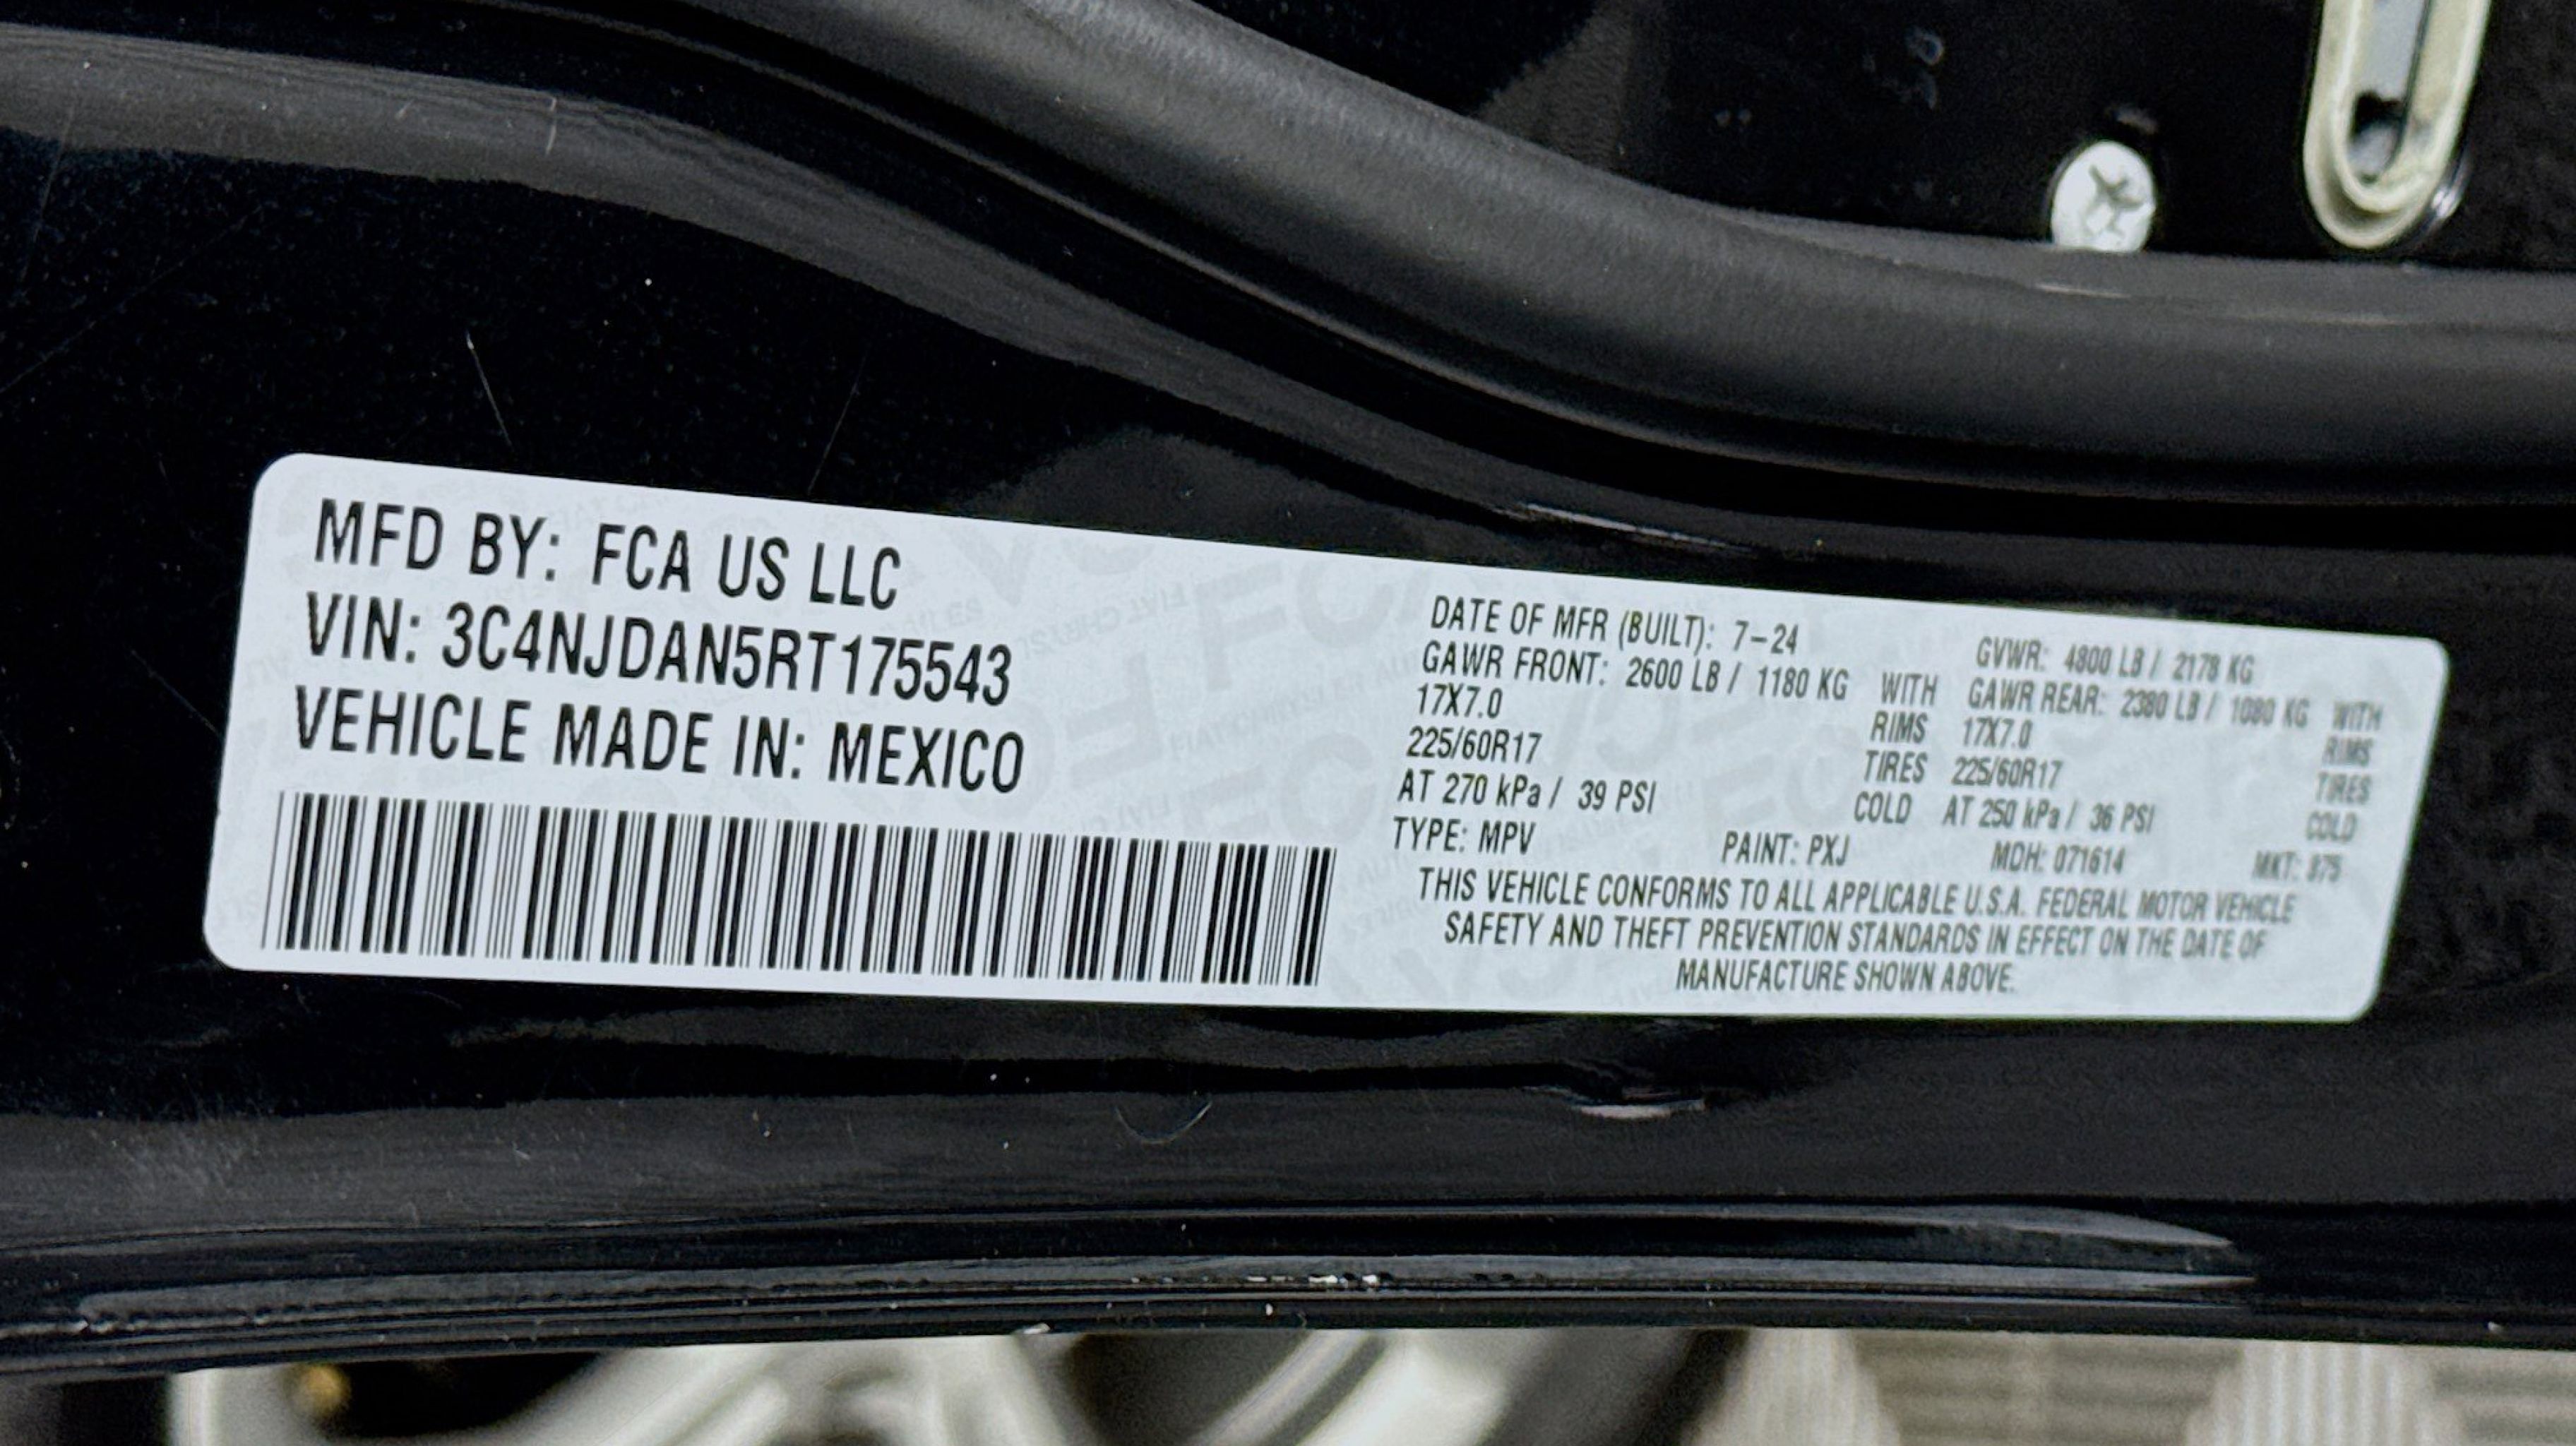 MFD BY: FCA US LLC
VIN: 3C4NJDAN5RT175543
VEHICLE MADE IN: MEXICO
DATE OF MFR (BUILT): 7-24 GVWR: 4800 LB / 2178 KG
GAWR FRONT: 2600 LB / 1180 KG WITH GAWR REAR: 2380 LB / 1080 KG WITH
17X7.0 RIMS 17X7.0 RIMS
225/60R17 TIRES 225/60R17 TIRES
AT 270 kPa / 39 PSI COLD AT 250 kPa / 36 PSI COLD
TYPE: MPV PAINT: PXJ MDH: 071614 MKT:
THIS VEHICLE CONFORMS TO ALL APPLICABLE U.S.A. FEDERAL MOTOR VEHICLE
SAFETY AND THEFT PREVENTION STANDARDS IN EFFECT ON THE DATE OF
MANUFACTURE SHOWN ABOVE.